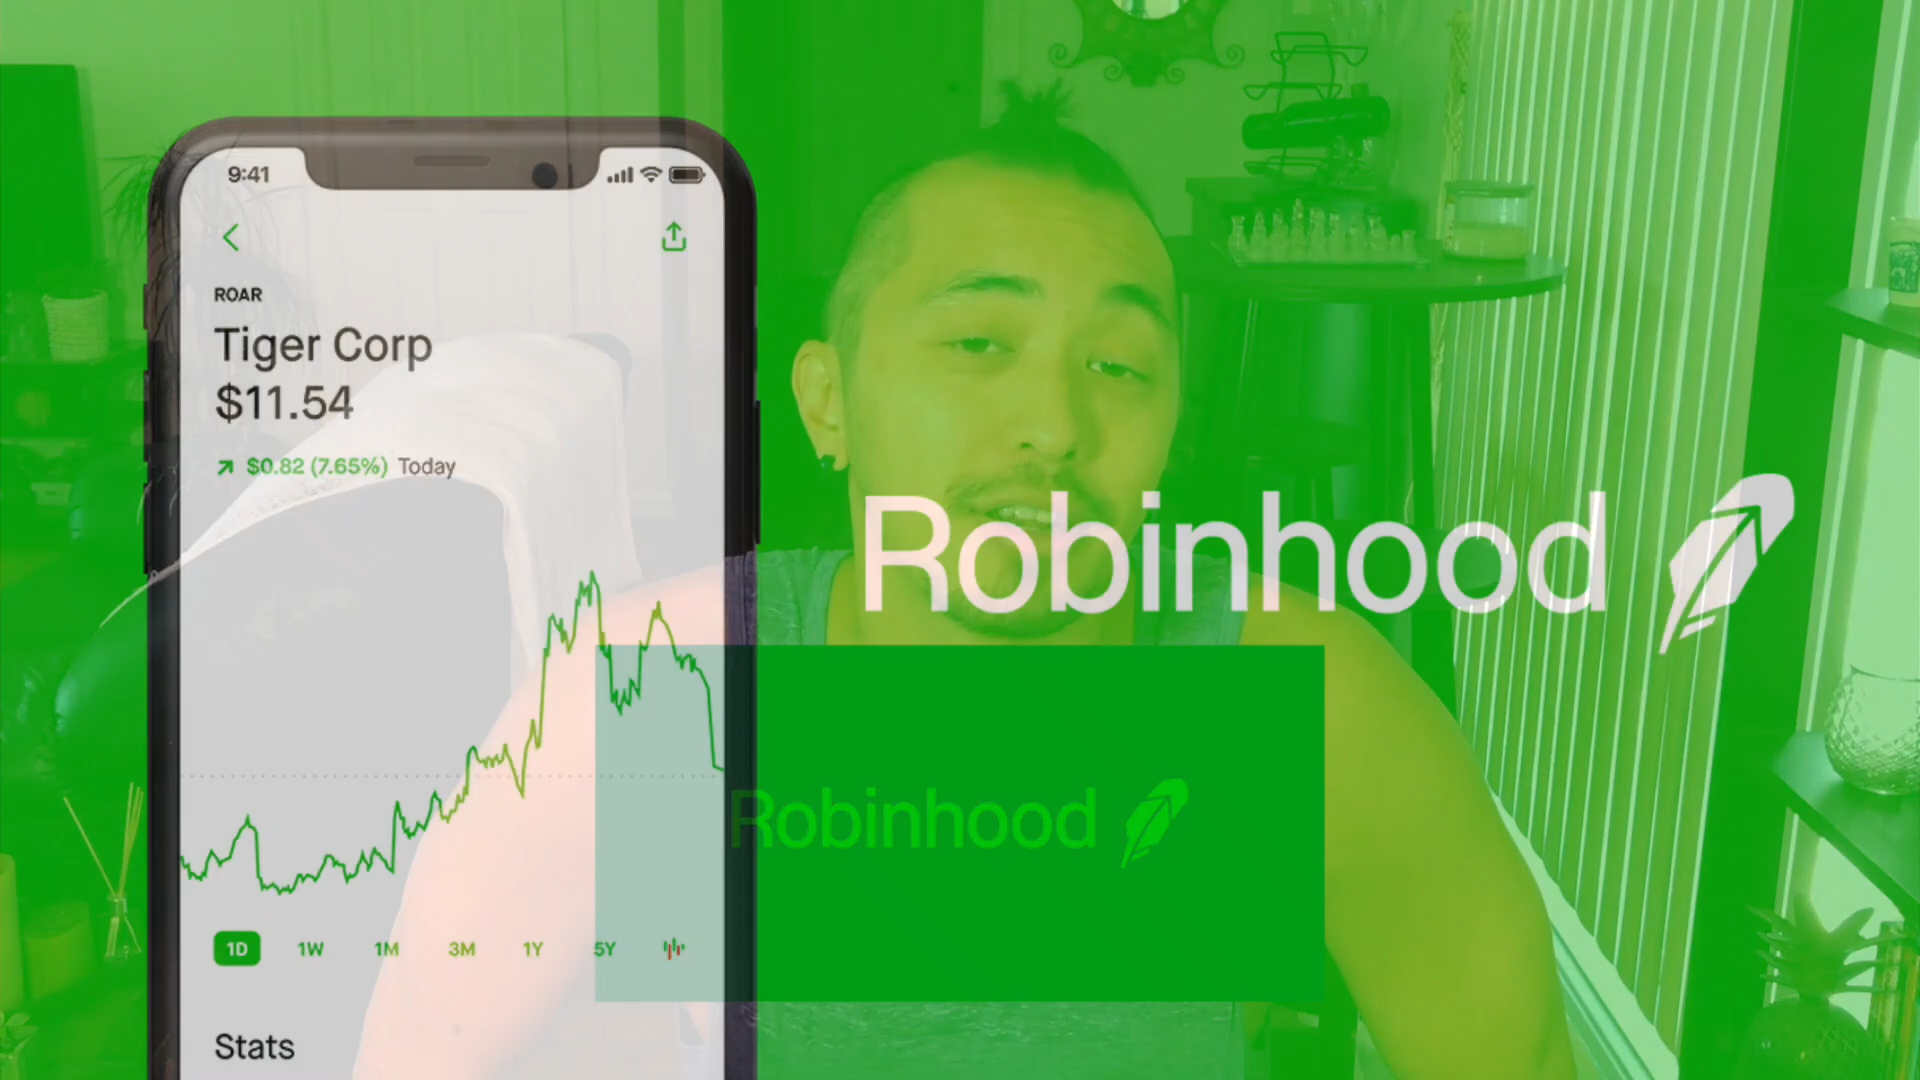 9:41
ROAR
Tiger Corp
$11.54
$0.82 (7.65%) Today
Robinhood
Robinhood
1D 1W 1M 3M 1Y 5Y
Stats